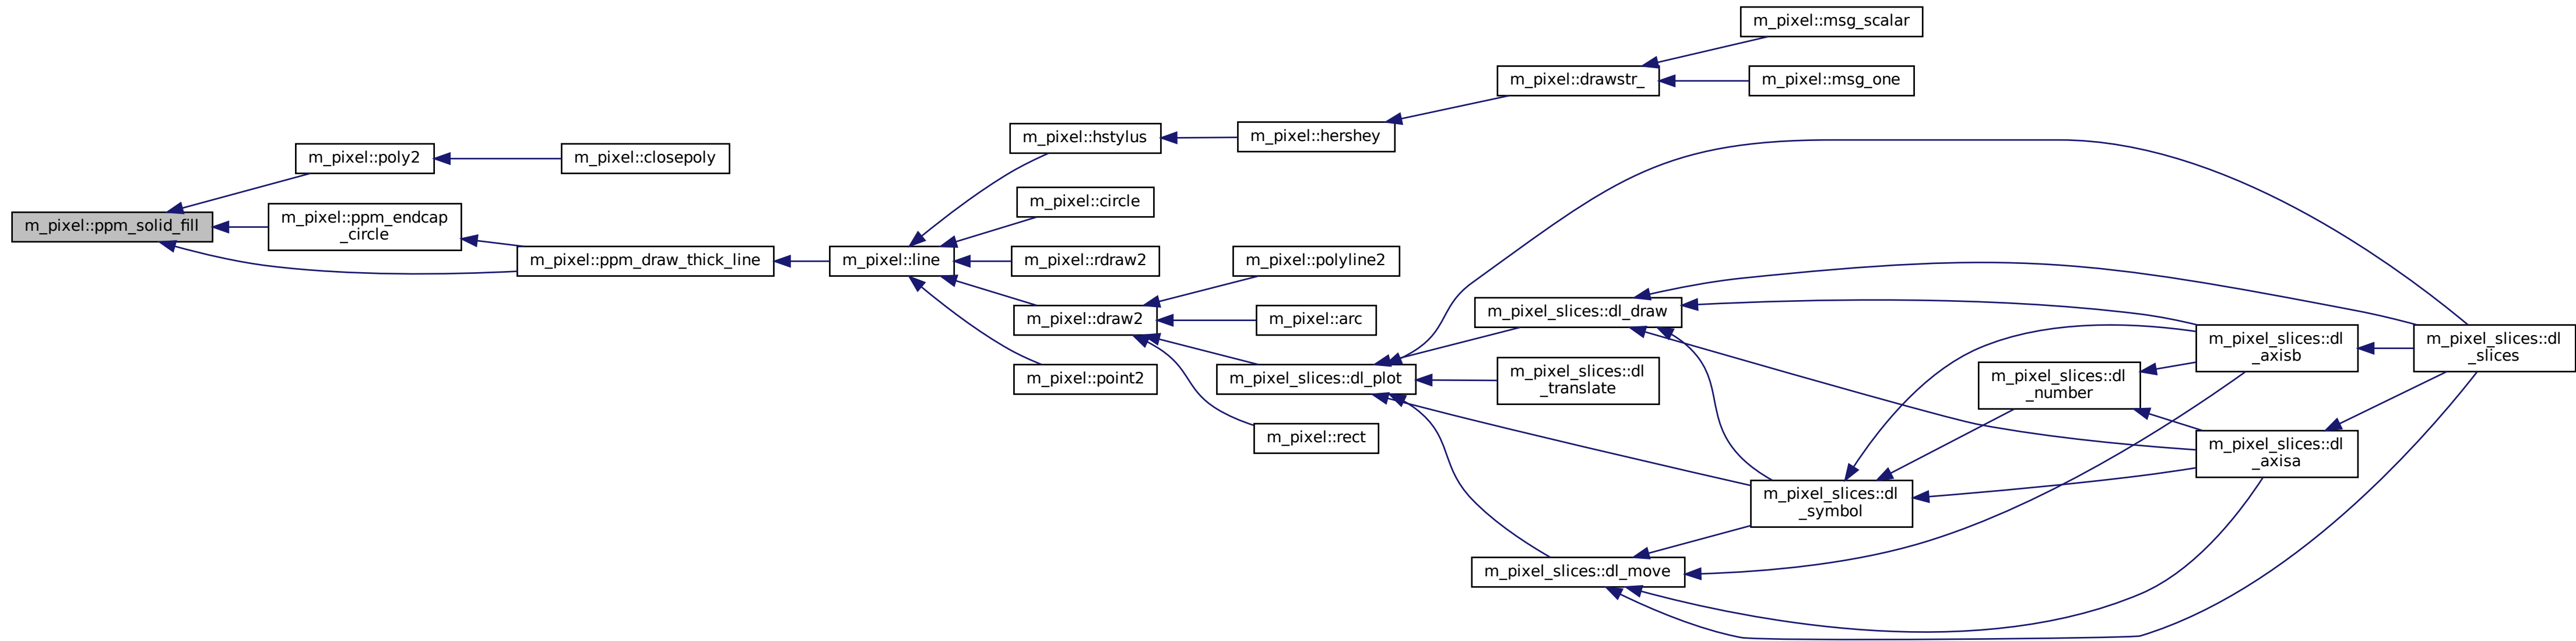 m_pixel::ppm_solid_fill
m_pixel::poly2
m_pixel::closepoly
m_pixel::ppm_endcap
_circle
m_pixel::ppm_draw_thick_line
m_pixel::line
m_pixel::hstylus
m_pixel::hershey
m_pixel::drawstr_
m_pixel::msg_scalar
m_pixel::msg_one
m_pixel::circle
m_pixel::rdraw2
m_pixel::draw2
m_pixel::point2
m_pixel::polyline2
m_pixel::arc
m_pixel_slices::dl_plot
m_pixel::rect
m_pixel_slices::dl_draw
m_pixel_slices::dl
_translate
m_pixel_slices::dl
_symbol
m_pixel_slices::dl_move
m_pixel_slices::dl
_number
m_pixel_slices::dl
_axisb
m_pixel_slices::dl
_axisa
m_pixel_slices::dl
_slices